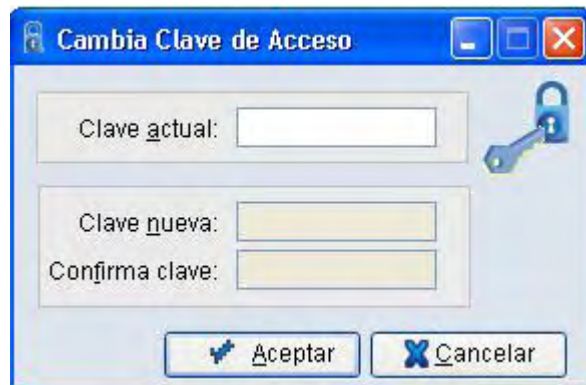 Cambia Clave de Acceso
Clave actual:
Clave nueva:
Confirma clave:
Aceptar
Cancelar